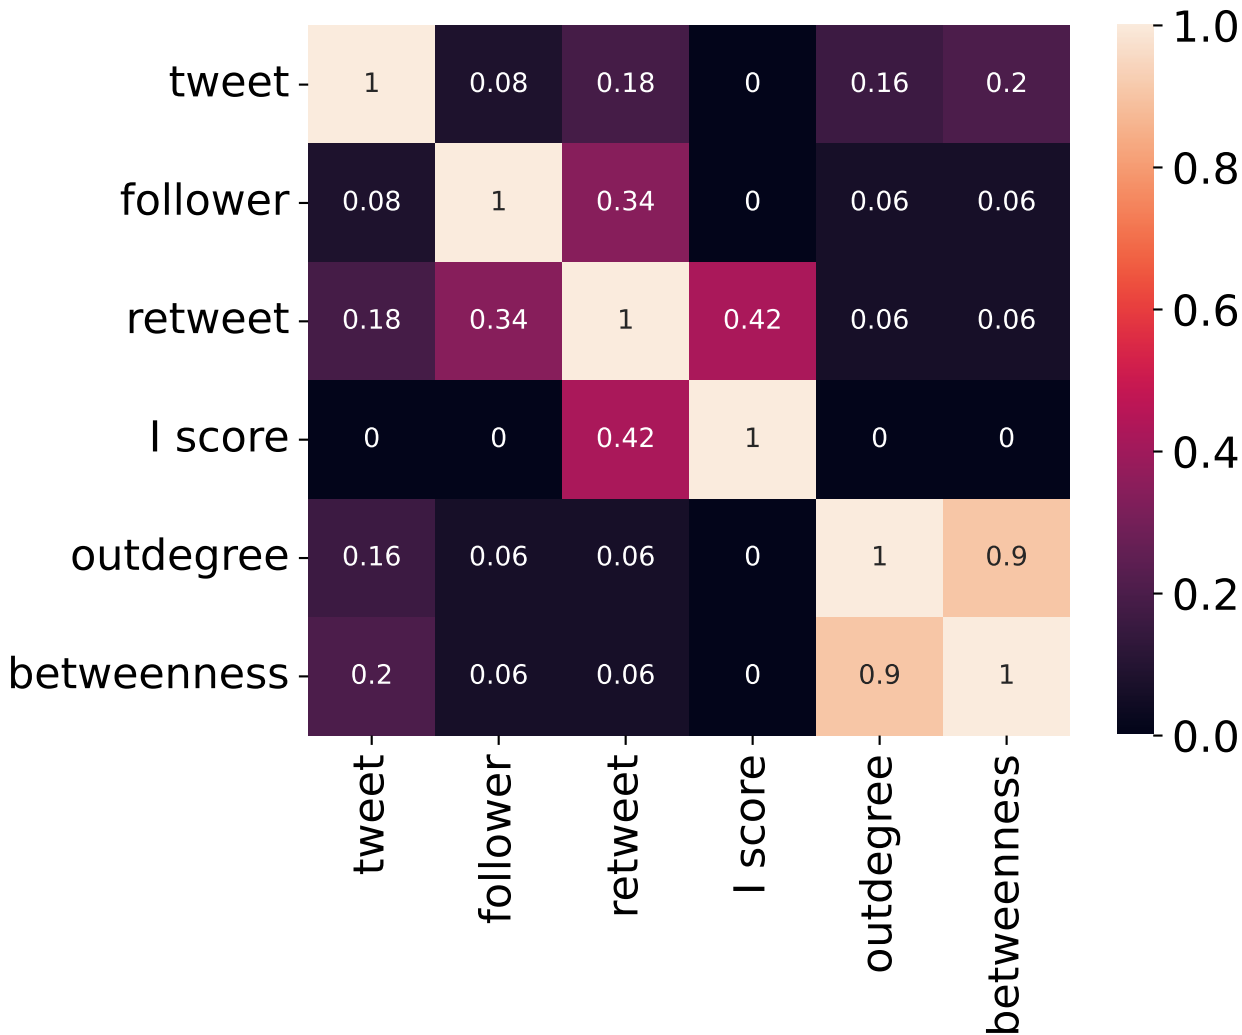 tweet 1 0.08 0.18 0 0.16 0.2
follower 0.08 1 0.34 0 0.06 0.06
retweet 0.18 0.34 1 0.42 0.06 0.06
I score 0 0 0.42 1 0 0
outdegree 0.16 0.06 0.06 0 1 0.9
betweenness 0.2 0.06 0.06 0 0.9 1
tweet
follower
retweet
I score
outdegree
betweenness
1.0
0.8
0.6
0.4
0.2
0.0